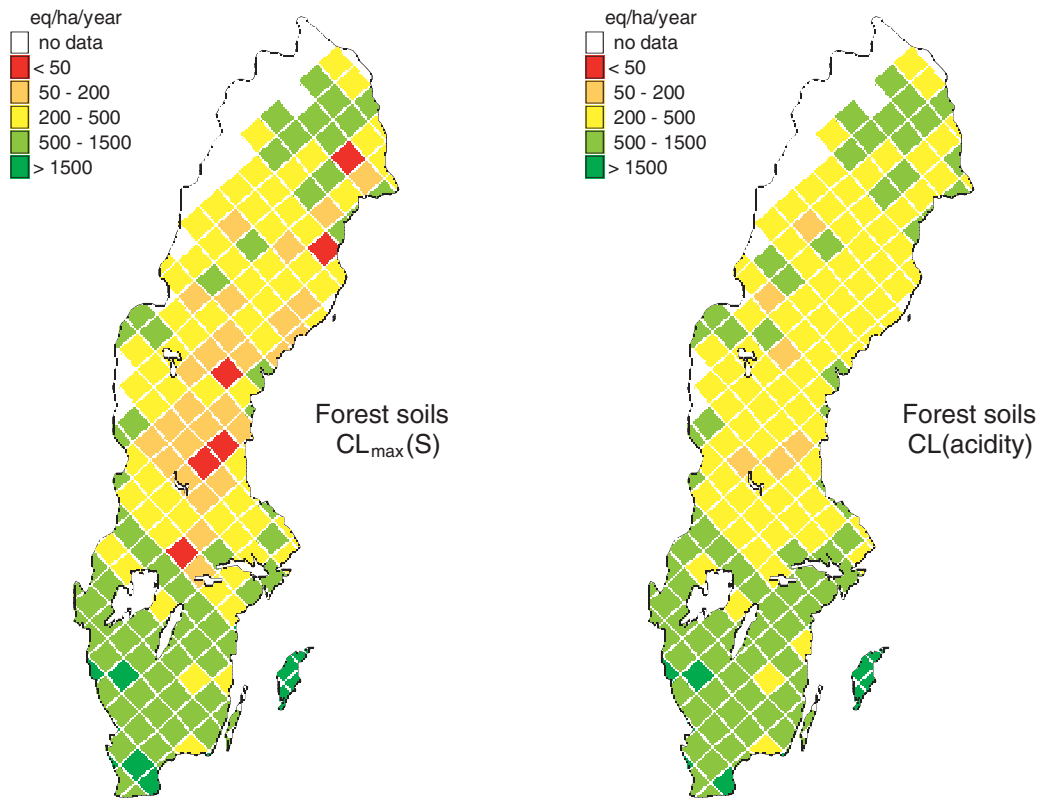 eq/ha/year
no data
< 50
50 - 200
200 - 500
500 - 1500
> 1500
Forest soils
CLmax(S)
eq/ha/year
no data
< 50
50 - 200
200 - 500
500 - 1500
> 1500
Forest soils
CL(acidity)